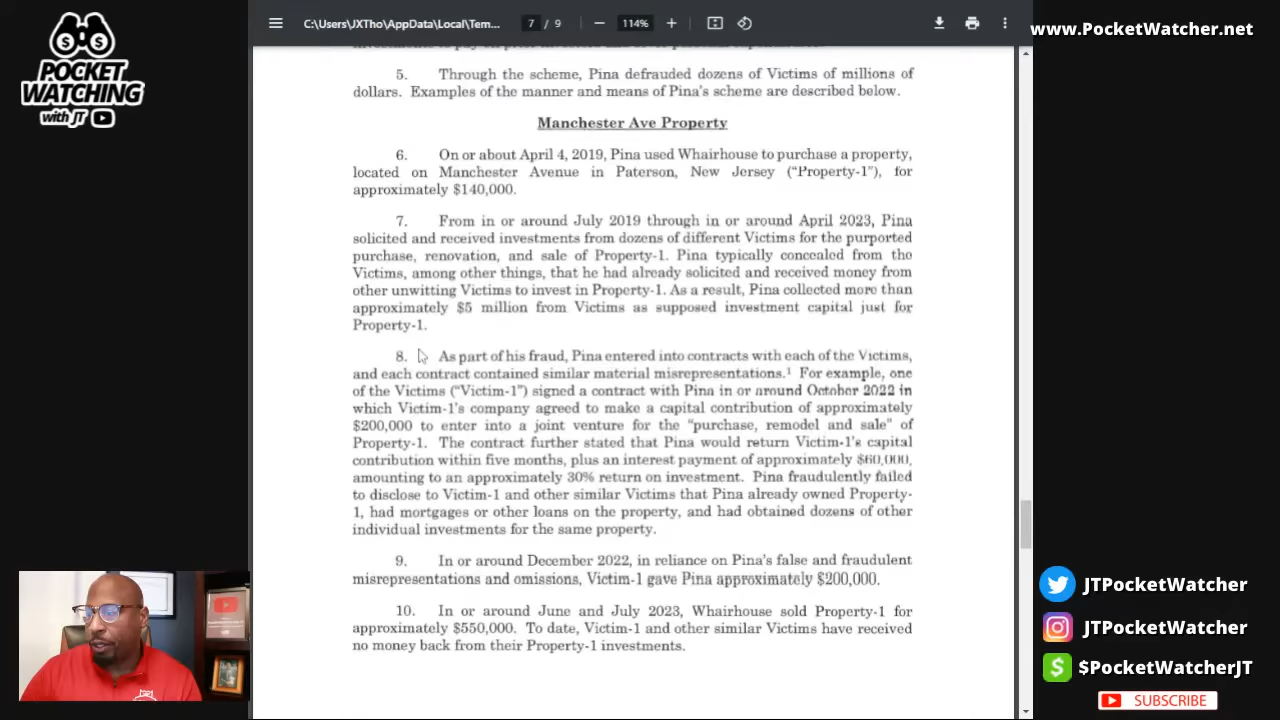 POCKET
WATCHING
with JT
C:\Users\JXTho\AppData\Local\Tem...
7 / 9
114%
www.PocketWatcher.net
5. Through the scheme, Pina defrauded dozens of Victims of millions of
dollars. Examples of the manner and means of Pina's scheme are described below.
Manchester Ave Property
6. On or about April 4, 2019, Pina used Whairhouse to purchase a property,
located on Manchester Avenue in Paterson, New Jersey ("Property-1"), for
approximately $140,000.
7. From in or around July 2019 through in or around April 2023, Pina
solicited and received investments from dozens of different Victims for the purported
purchase, renovation, and sale of Property-1. Pina typically concealed from the
Victims, among other things, that he had already solicited and received money from
other unwitting Victims to invest in Property-1. As a result, Pina collected more than
approximately $5 million from Victims as supposed investment capital just for
Property-1.
8. As part of his fraud, Pina entered into contracts with each of the Victims,
and each contract contained similar material misrepresentations.¹ For example, one
of the Victims ("Victim-1") signed a contract with Pina in or around October 2022 in
which Victim-1's company agreed to make a capital contribution of approximately
$200,000 to enter into a joint venture for the "purchase, remodel and sale" of
Property-1. The contract further stated that Pina would return Victim-1's capital
contribution within five months, plus an interest payment of approximately $60,000,
amounting to an approximately 30% return on investment. Pina fraudulently failed
to disclose to Victim-1 and other similar Victims that Pina already owned Property-
1, had mortgages or other loans on the property, and had obtained dozens of other
individual investments for the same property.
9. In or around December 2022, in reliance on Pina's false and fraudulent
misrepresentations and omissions, Victim-1 gave Pina approximately $200,000.
10. In or around June and July 2023, Whairhouse sold Property-1 for
approximately $550,000. To date, Victim-1 and other similar Victims have received
no money back from their Property-1 investments.
JTPocketWatcher
JTPocketWatcher
$PocketWatcherJT
SUBSCRIBE